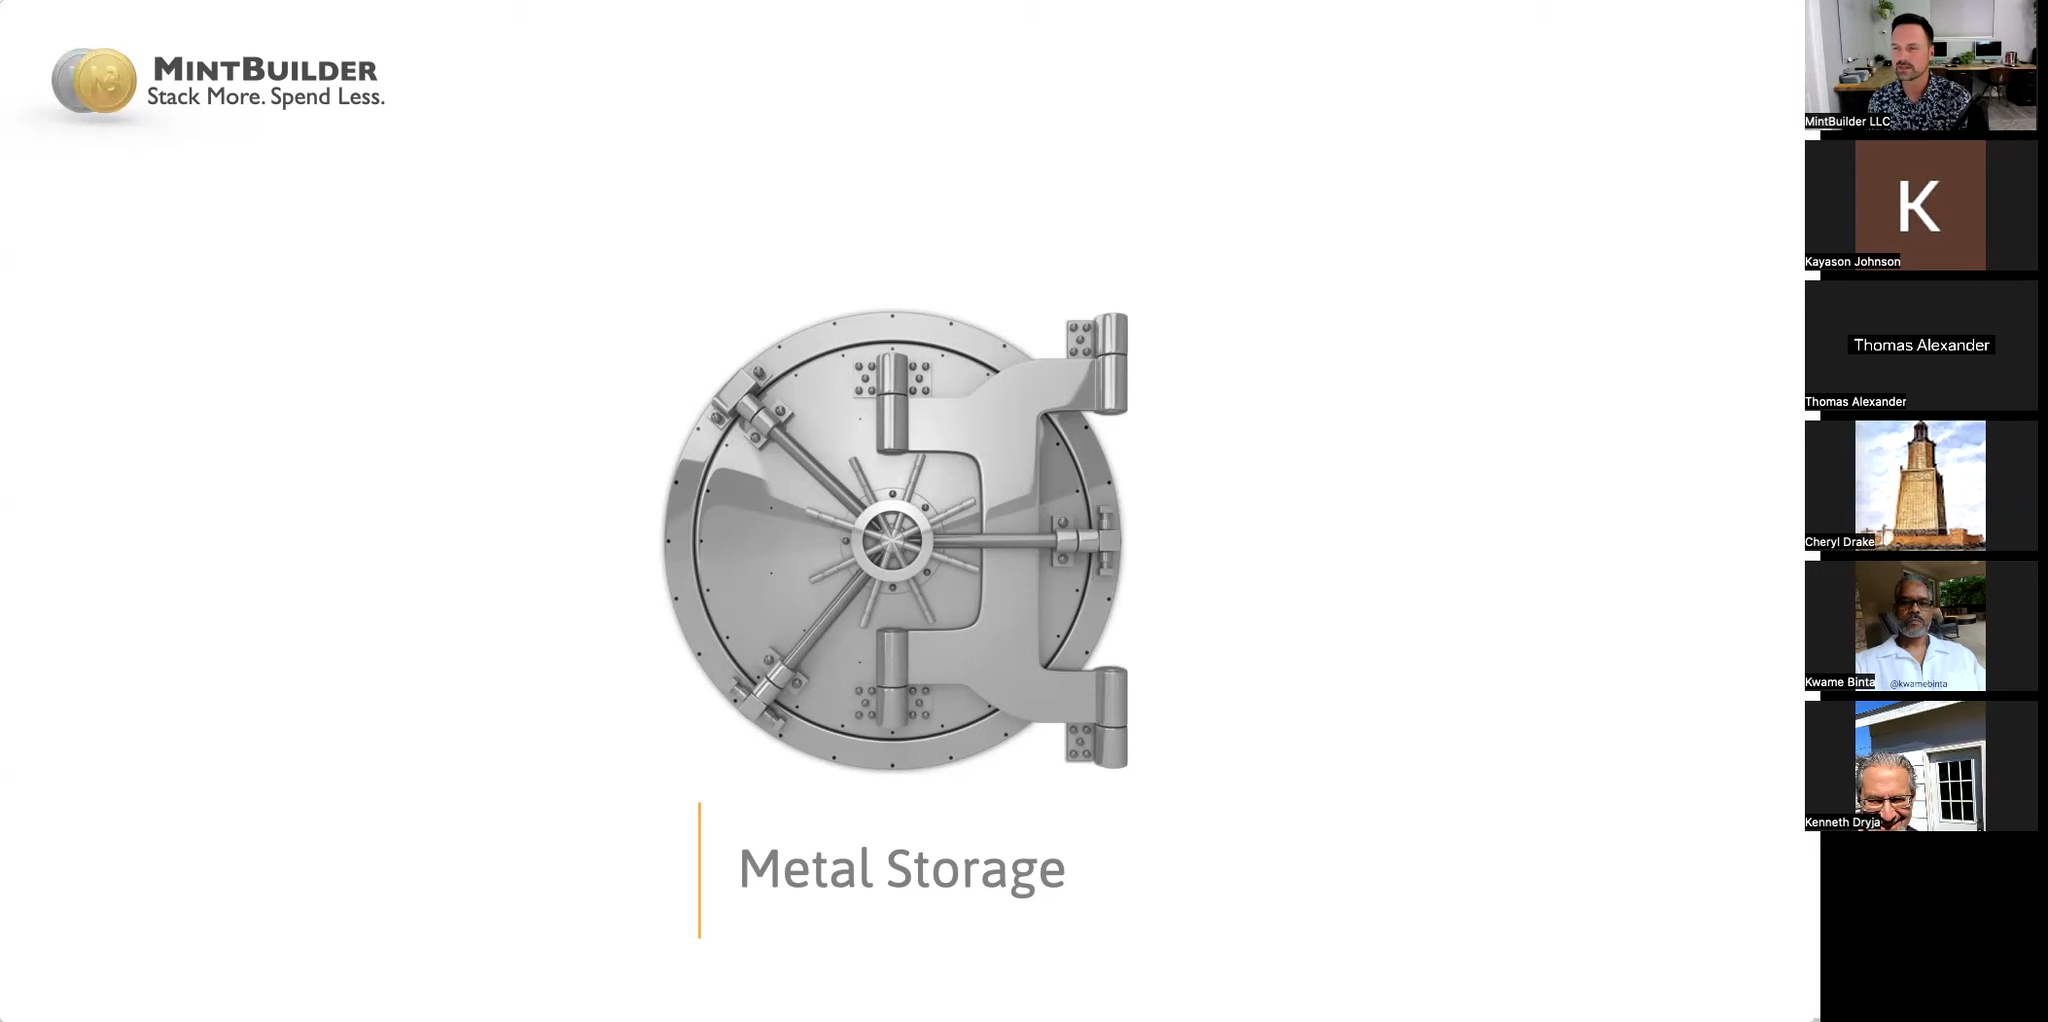 MINTBUILDER
Stack More. Spend Less.
Metal Storage
MintBuilder LLC
K
Kayason Johnson
Thomas Alexander
Thomas Alexander
Cheryl Drake
@kwamebinta
Kwame Binta
Kenneth Dryja